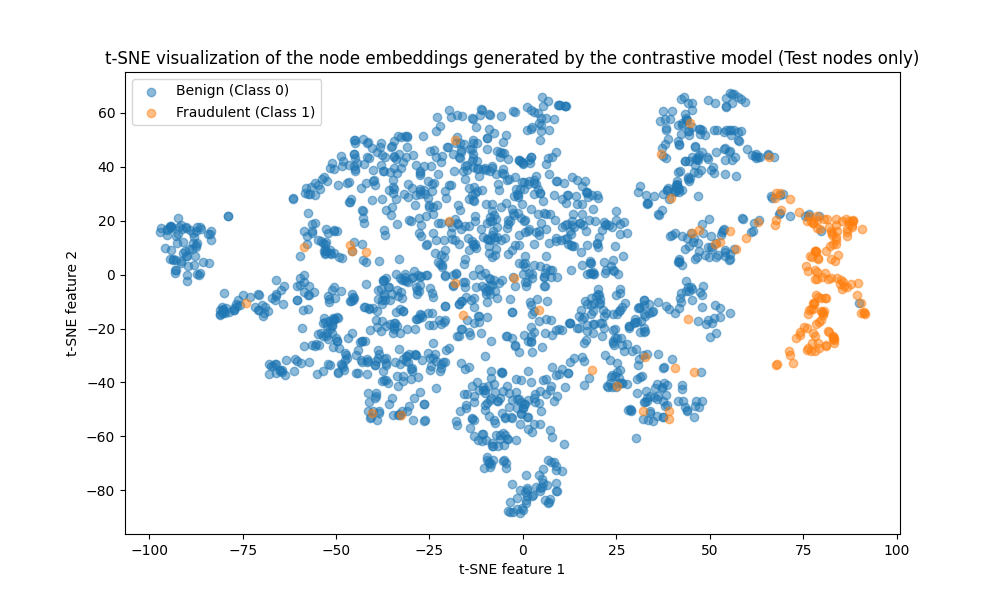 t-SNE visualization of the node embeddings generated by the contrastive model (Test nodes only)
Benign (Class 0)
Fraudulent (Class 1)
60
40
20
0
−20
−40
−60
−80
t-SNE feature 2
−100 −75 −50 −25 0 25 50 75 100
t-SNE feature 1